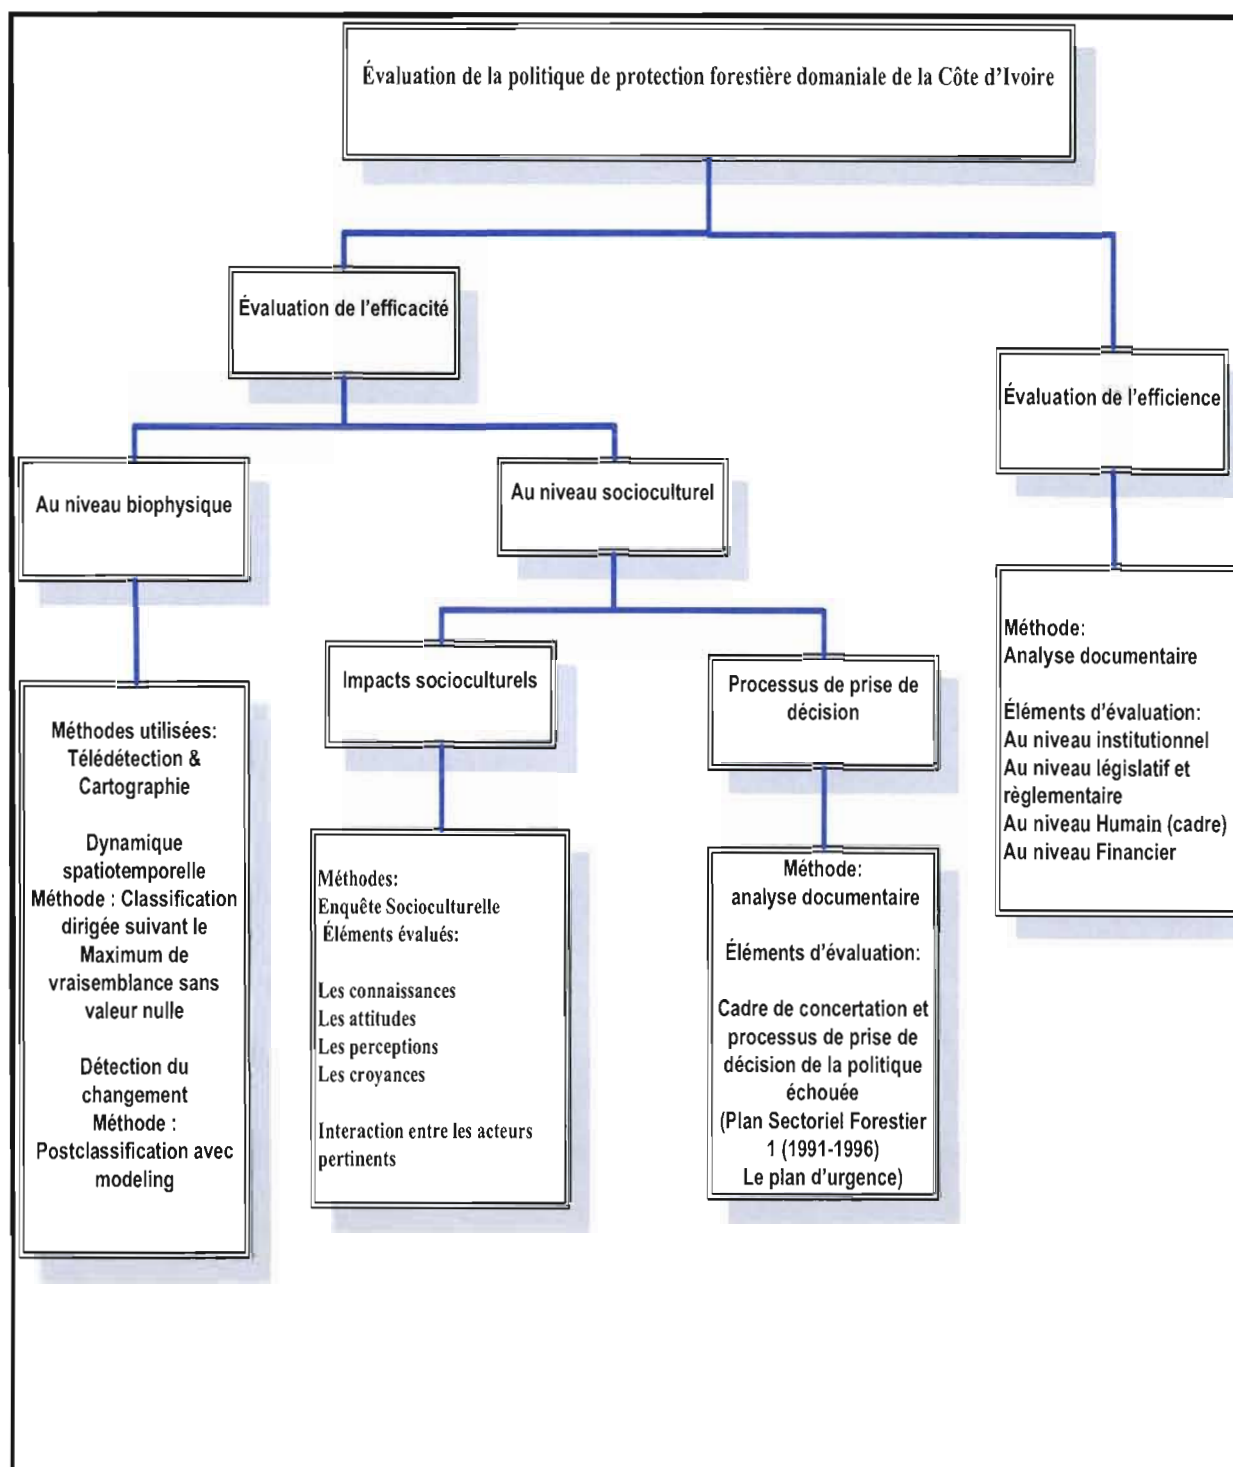 Évaluation de la politique de protection forestière domaniale de la Côte d'Ivoire
Évaluation de l'efficacité
Évaluation de l'efficience
Au niveau biophysique
Au niveau socioculturel
Impacts socioculturels
Processus de prise de
décision
Méthodes utilisées:
Télédétection &
Cartographie
Dynamique
spatiotemporelle
Méthode : Classification
dirigée suivant le
Maximum de
vraisemblance sans
valeur nulle
Détection du
changement
Méthode :
Postclassification avec
modeling
Méthodes:
Enquête Socioculturelle
Éléments évalués:
Les connaissances
Les attitudes
Les perceptions
Les croyances
Interaction entre les acteurs
pertinents
Méthode:
analyse documentaire
Éléments d'évaluation:
Cadre de concertation et
processus de prise de
décision de la politique
échouée
(Plan Sectoriel Forestier
1 (1991-1996)
Le plan d'urgence)
Méthode:
Analyse documentaire
Éléments d'évaluation:
Au niveau institutionnel
Au niveau législatif et
règlementaire
Au niveau Humain (cadre)
Au niveau Financier